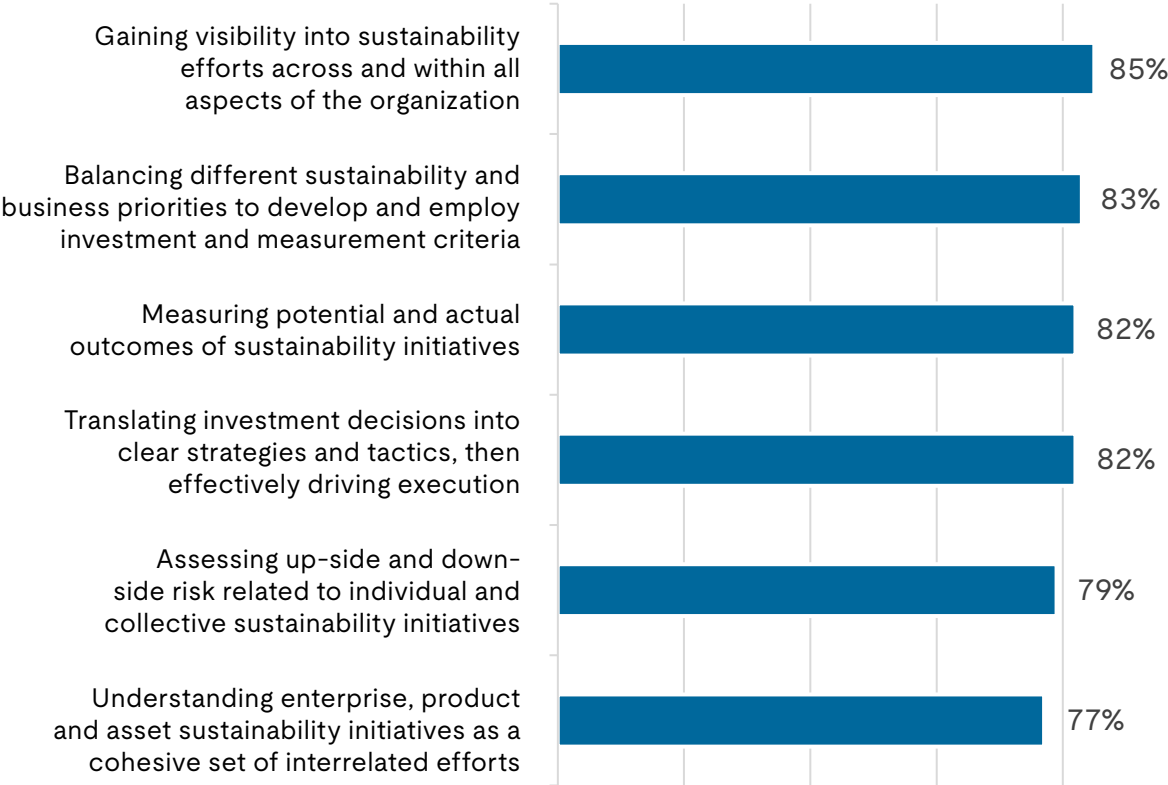 Gaining visibility into sustainability
efforts across and within all
aspects of the organization
85%
Balancing different sustainability and
business priorities to develop and employ
investment and measurement criteria
83%
Measuring potential and actual
outcomes of sustainability initiatives
82%
Translating investment decisions into
clear strategies and tactics, then
effectively driving execution
82%
Assessing up-side and down-
side risk related to individual and
collective sustainability initiatives
79%
Understanding enterprise, product
and asset sustainability initiatives as a
cohesive set of interrelated efforts
77%